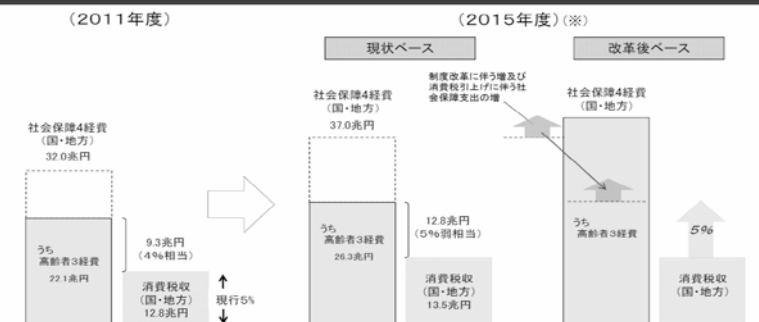 (2011年度)
社会保障4経費
(国・地方)
32.0兆円
うち
高齢者3経費
22.1兆円
9.3兆円
(4%相当)
消費税収
(国・地方)
12.8兆円
現行5%
(2015年度)(※)
現状ベース
社会保障4経費
(国・地方)
37.0兆円
うち
高齢者3経費
26.3兆円
12.8兆円
(5%弱相当)
消費税収
(国・地方)
13.5兆円
改革後ベース
制度改革に伴う増及び
消費税引上げに伴う社
会保障支出の増
社会保障4経費
(国・地方)
うち
高齢者3経費
5%
消費税収
(国・地方)